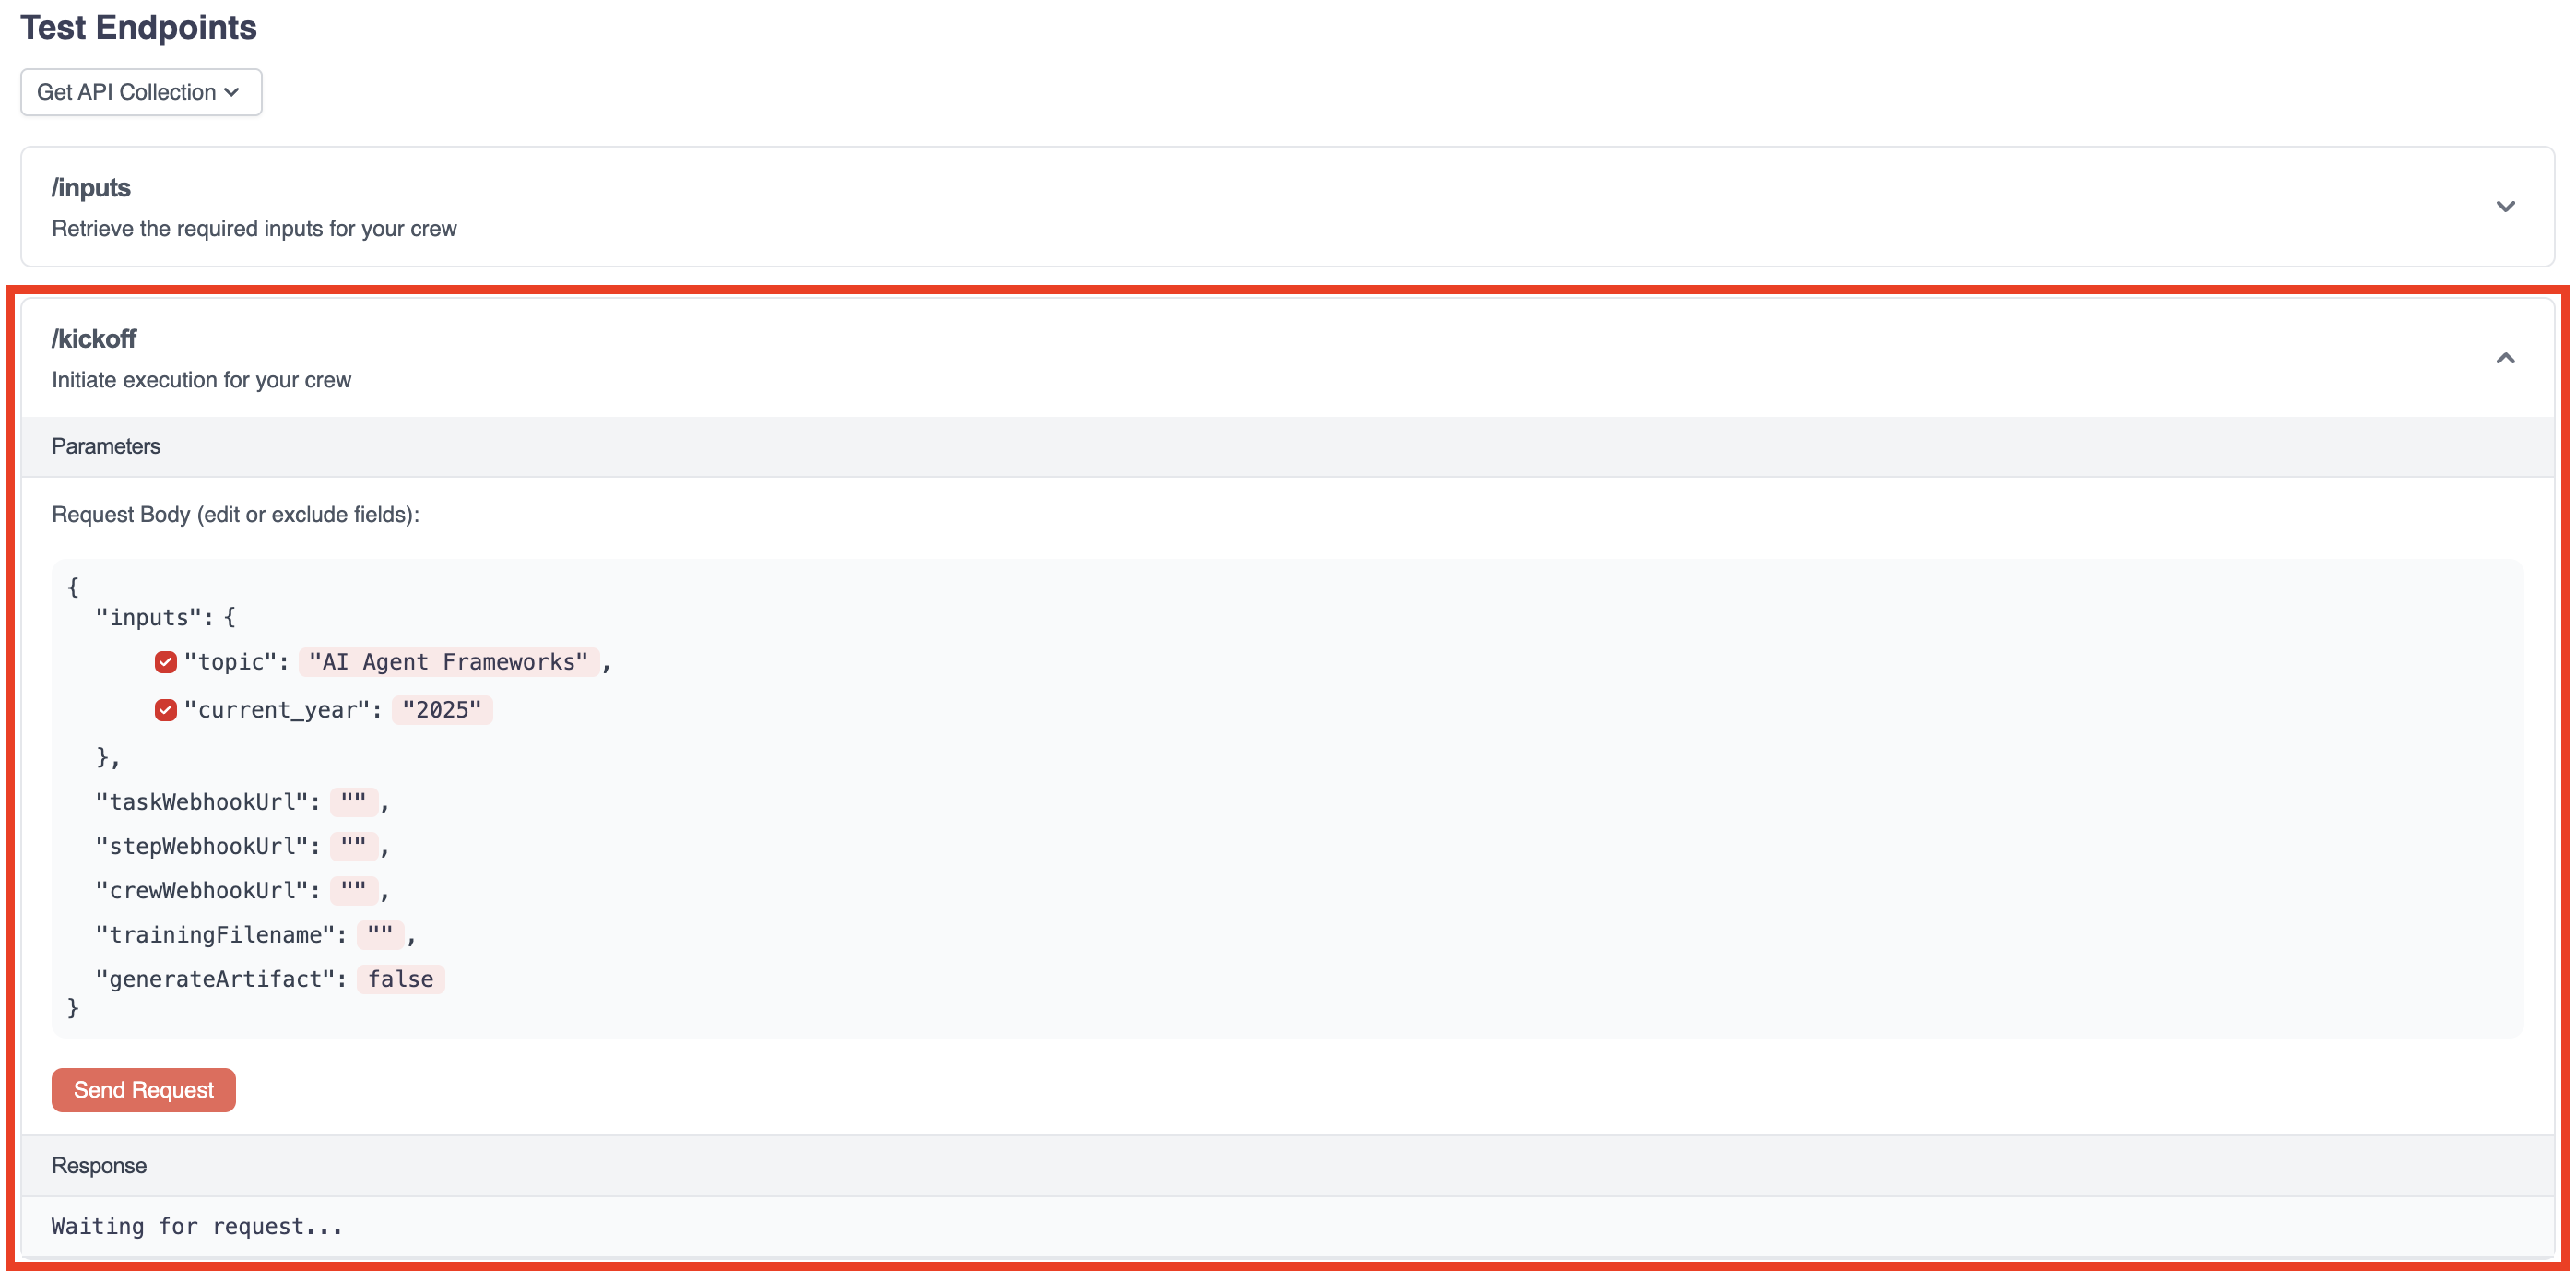 Test Endpoints
Get API Collection
/inputs
Retrieve the required inputs for your crew
/kickoff
Initiate execution for your crew
Parameters
Request Body (edit or exclude fields):
{
"inputs": {
"topic": "AI Agent Frameworks",
"current_year": "2025"
},
"taskWebhookUrl": "",
"stepWebhookUrl": "",
"crewWebhookUrl": "",
"trainingFilename": "",
"generateArtifact": false
}
Send Request
Response
Waiting for request...